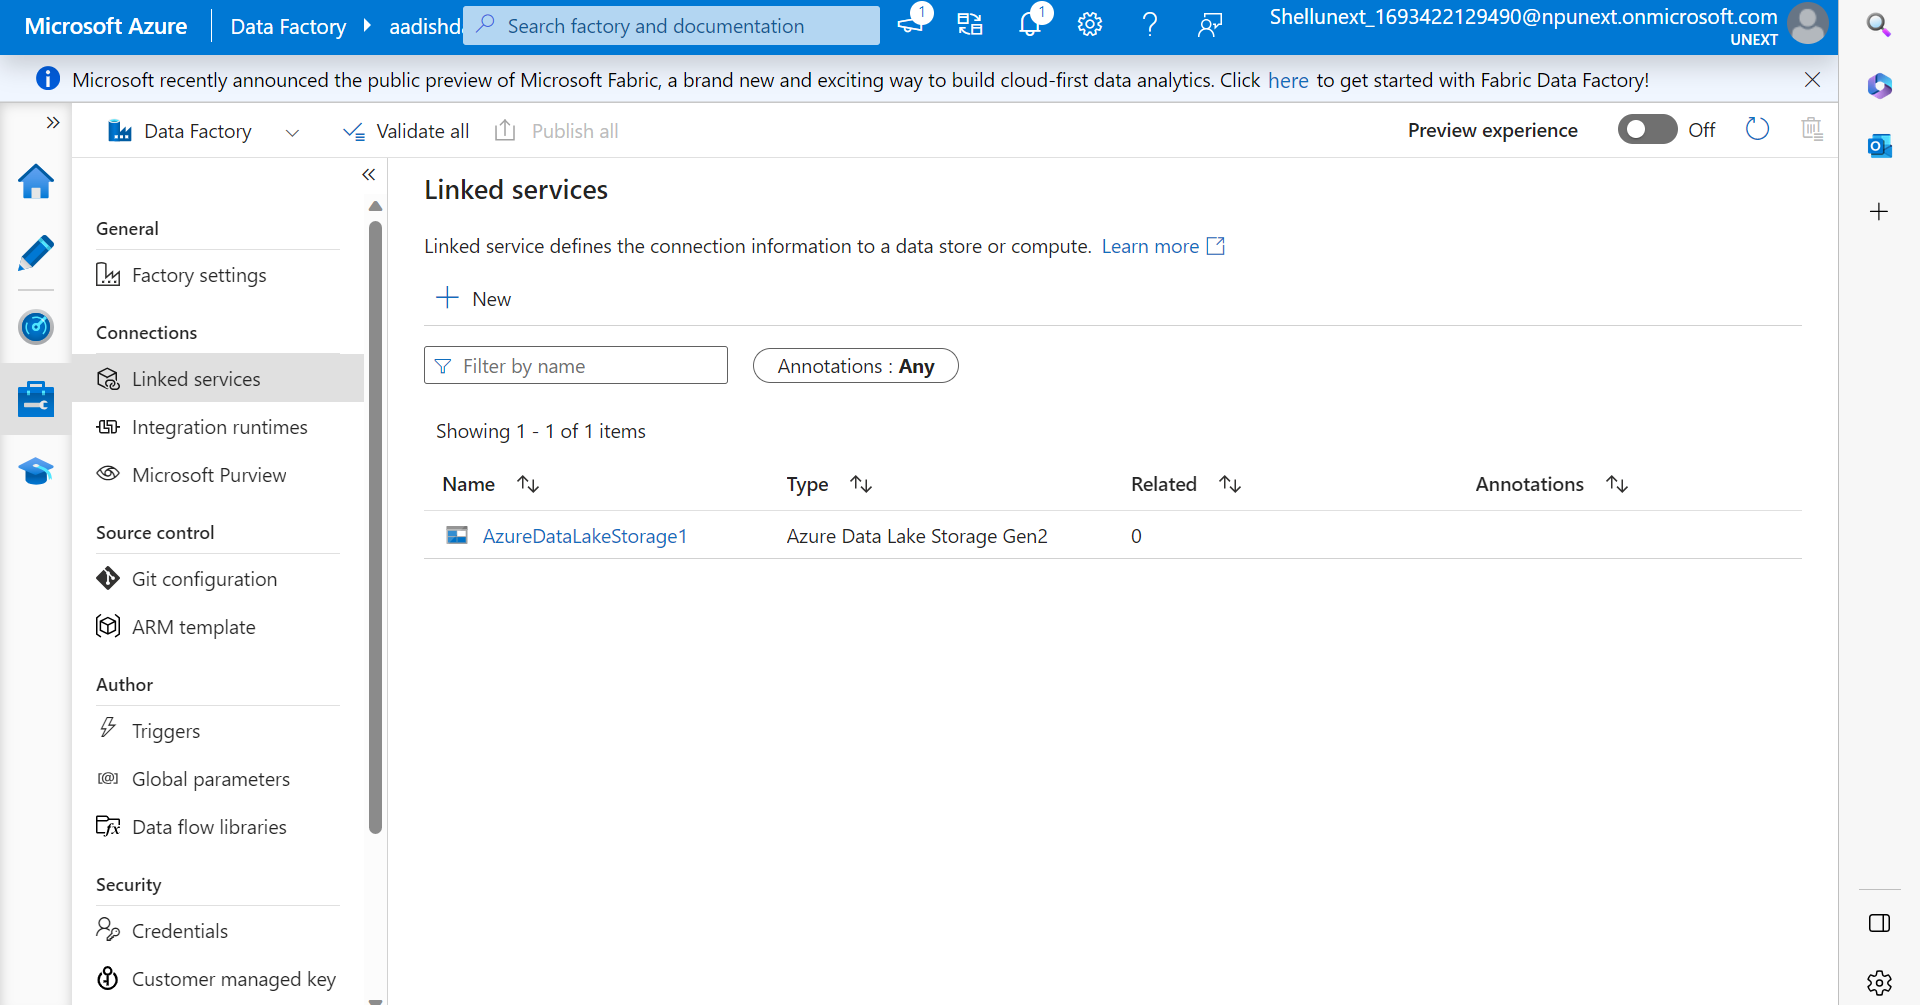 Microsoft Azure
Data Factory
aadishd
Search factory and documentation
1
1
Shellunext_1693422129490@npunext.onmicrosoft.com
UNEXT
Microsoft recently announced the public preview of Microsoft Fabric, a brand new and exciting way to build cloud-first data analytics. Click here to get started with Fabric Data Factory!
Data Factory
Validate all
Publish all
Preview experience
Off
General
Factory settings
Connections
Linked services
Integration runtimes
Microsoft Purview
Source control
Git configuration
ARM template
Author
Triggers
Global parameters
Data flow libraries
Security
Credentials
Customer managed key
Linked services
Linked service defines the connection information to a data store or compute. Learn more
New
Filter by name
Annotations : Any
Showing 1 - 1 of 1 items
Name Type Related Annotations
AzureDataLakeStorage1 Azure Data Lake Storage Gen2 0